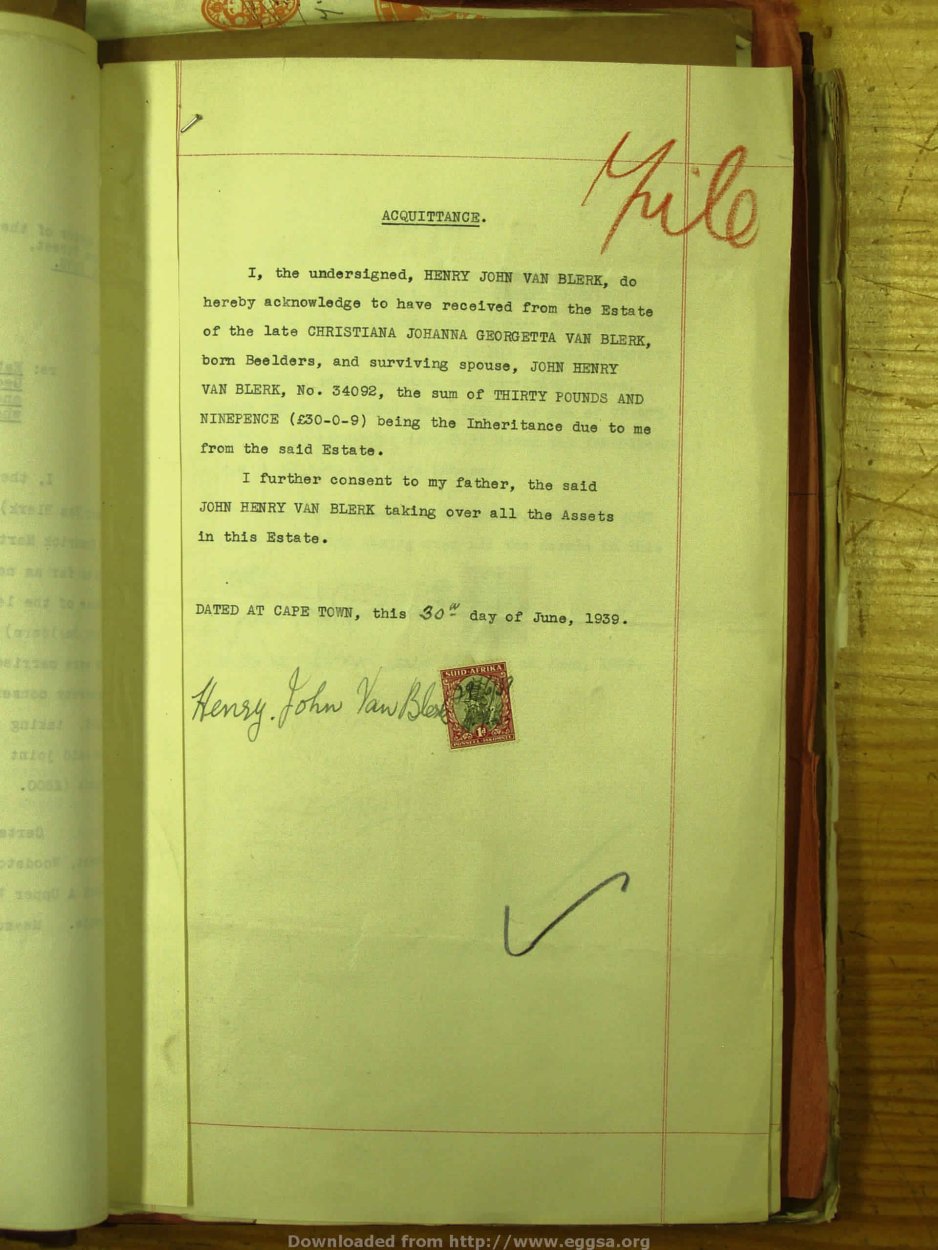 File
ACQUITTANCE.
I, the undersigned, HENRY JOHN VAN BLERK, do
hereby acknowledge to have received from the Estate
of the late CHRISTIANA JOHANNA GEORGETTA VAN BLERK,
born Beelders, and surviving spouse, JOHN HENRY
VAN BLERK, No. 34092, the sum of THIRTY POUNDS AND
NINEPENCE (£30-0-9) being the Inheritance due to me
from the said Estate.
I further consent to my father, the said
JOHN HENRY VAN BLERK taking over all the Assets
in this Estate.
DATED AT CAPE TOWN, this 30th day of June, 1939.
Henry. John Van Blerk
SUID-AFRIKA
1d
Downloaded from http://www.eggsa.org